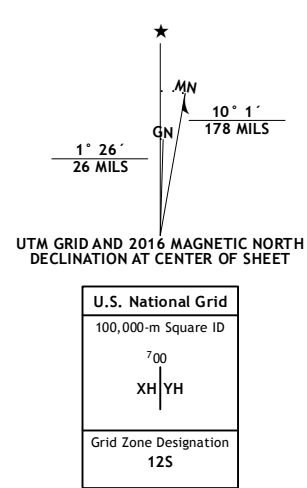 ★
MN
GN
10° 1´
178 MILS
1° 26´
26 MILS
UTM GRID AND 2016 MAGNETIC NORTH
DECLINATION AT CENTER OF SHEET
U.S. National Grid
100,000-m Square ID
700
XH YH
Grid Zone Designation
12S